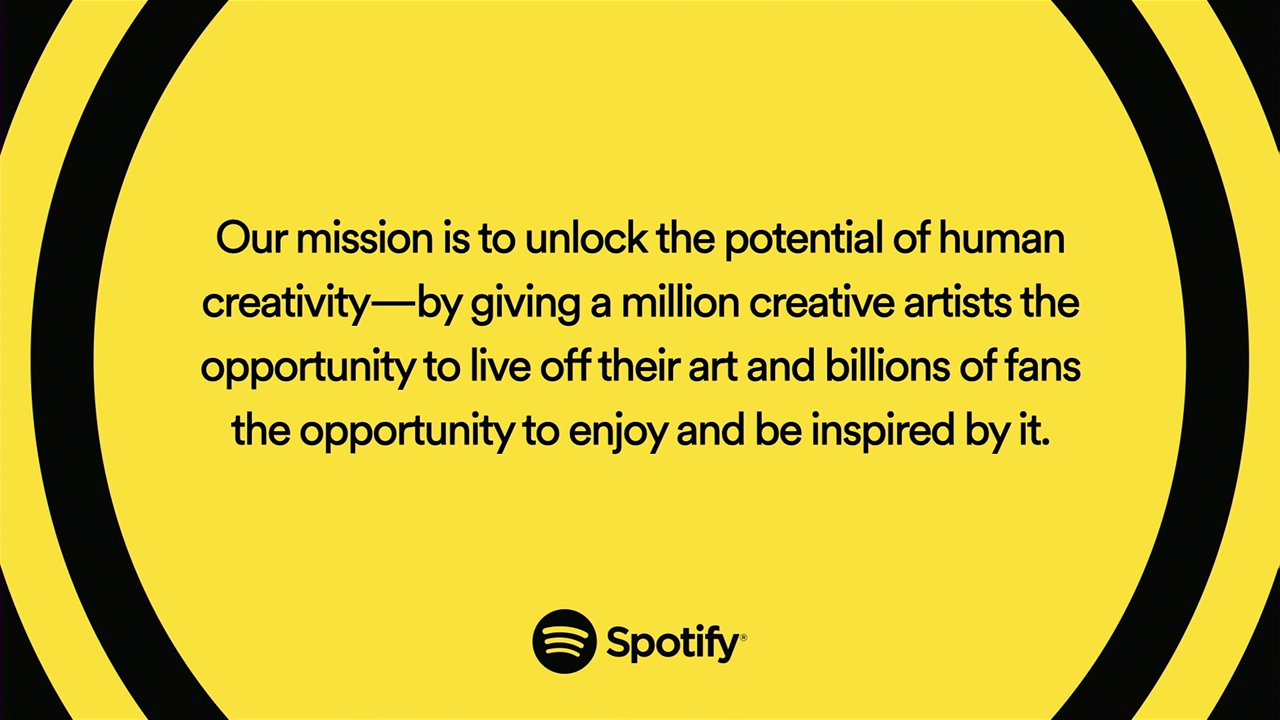 Our mission is to unlock the potential of human
creativity—by giving a million creative artists the
opportunity to live off their art and billions of fans
the opportunity to enjoy and be inspired by it.
Spotify®